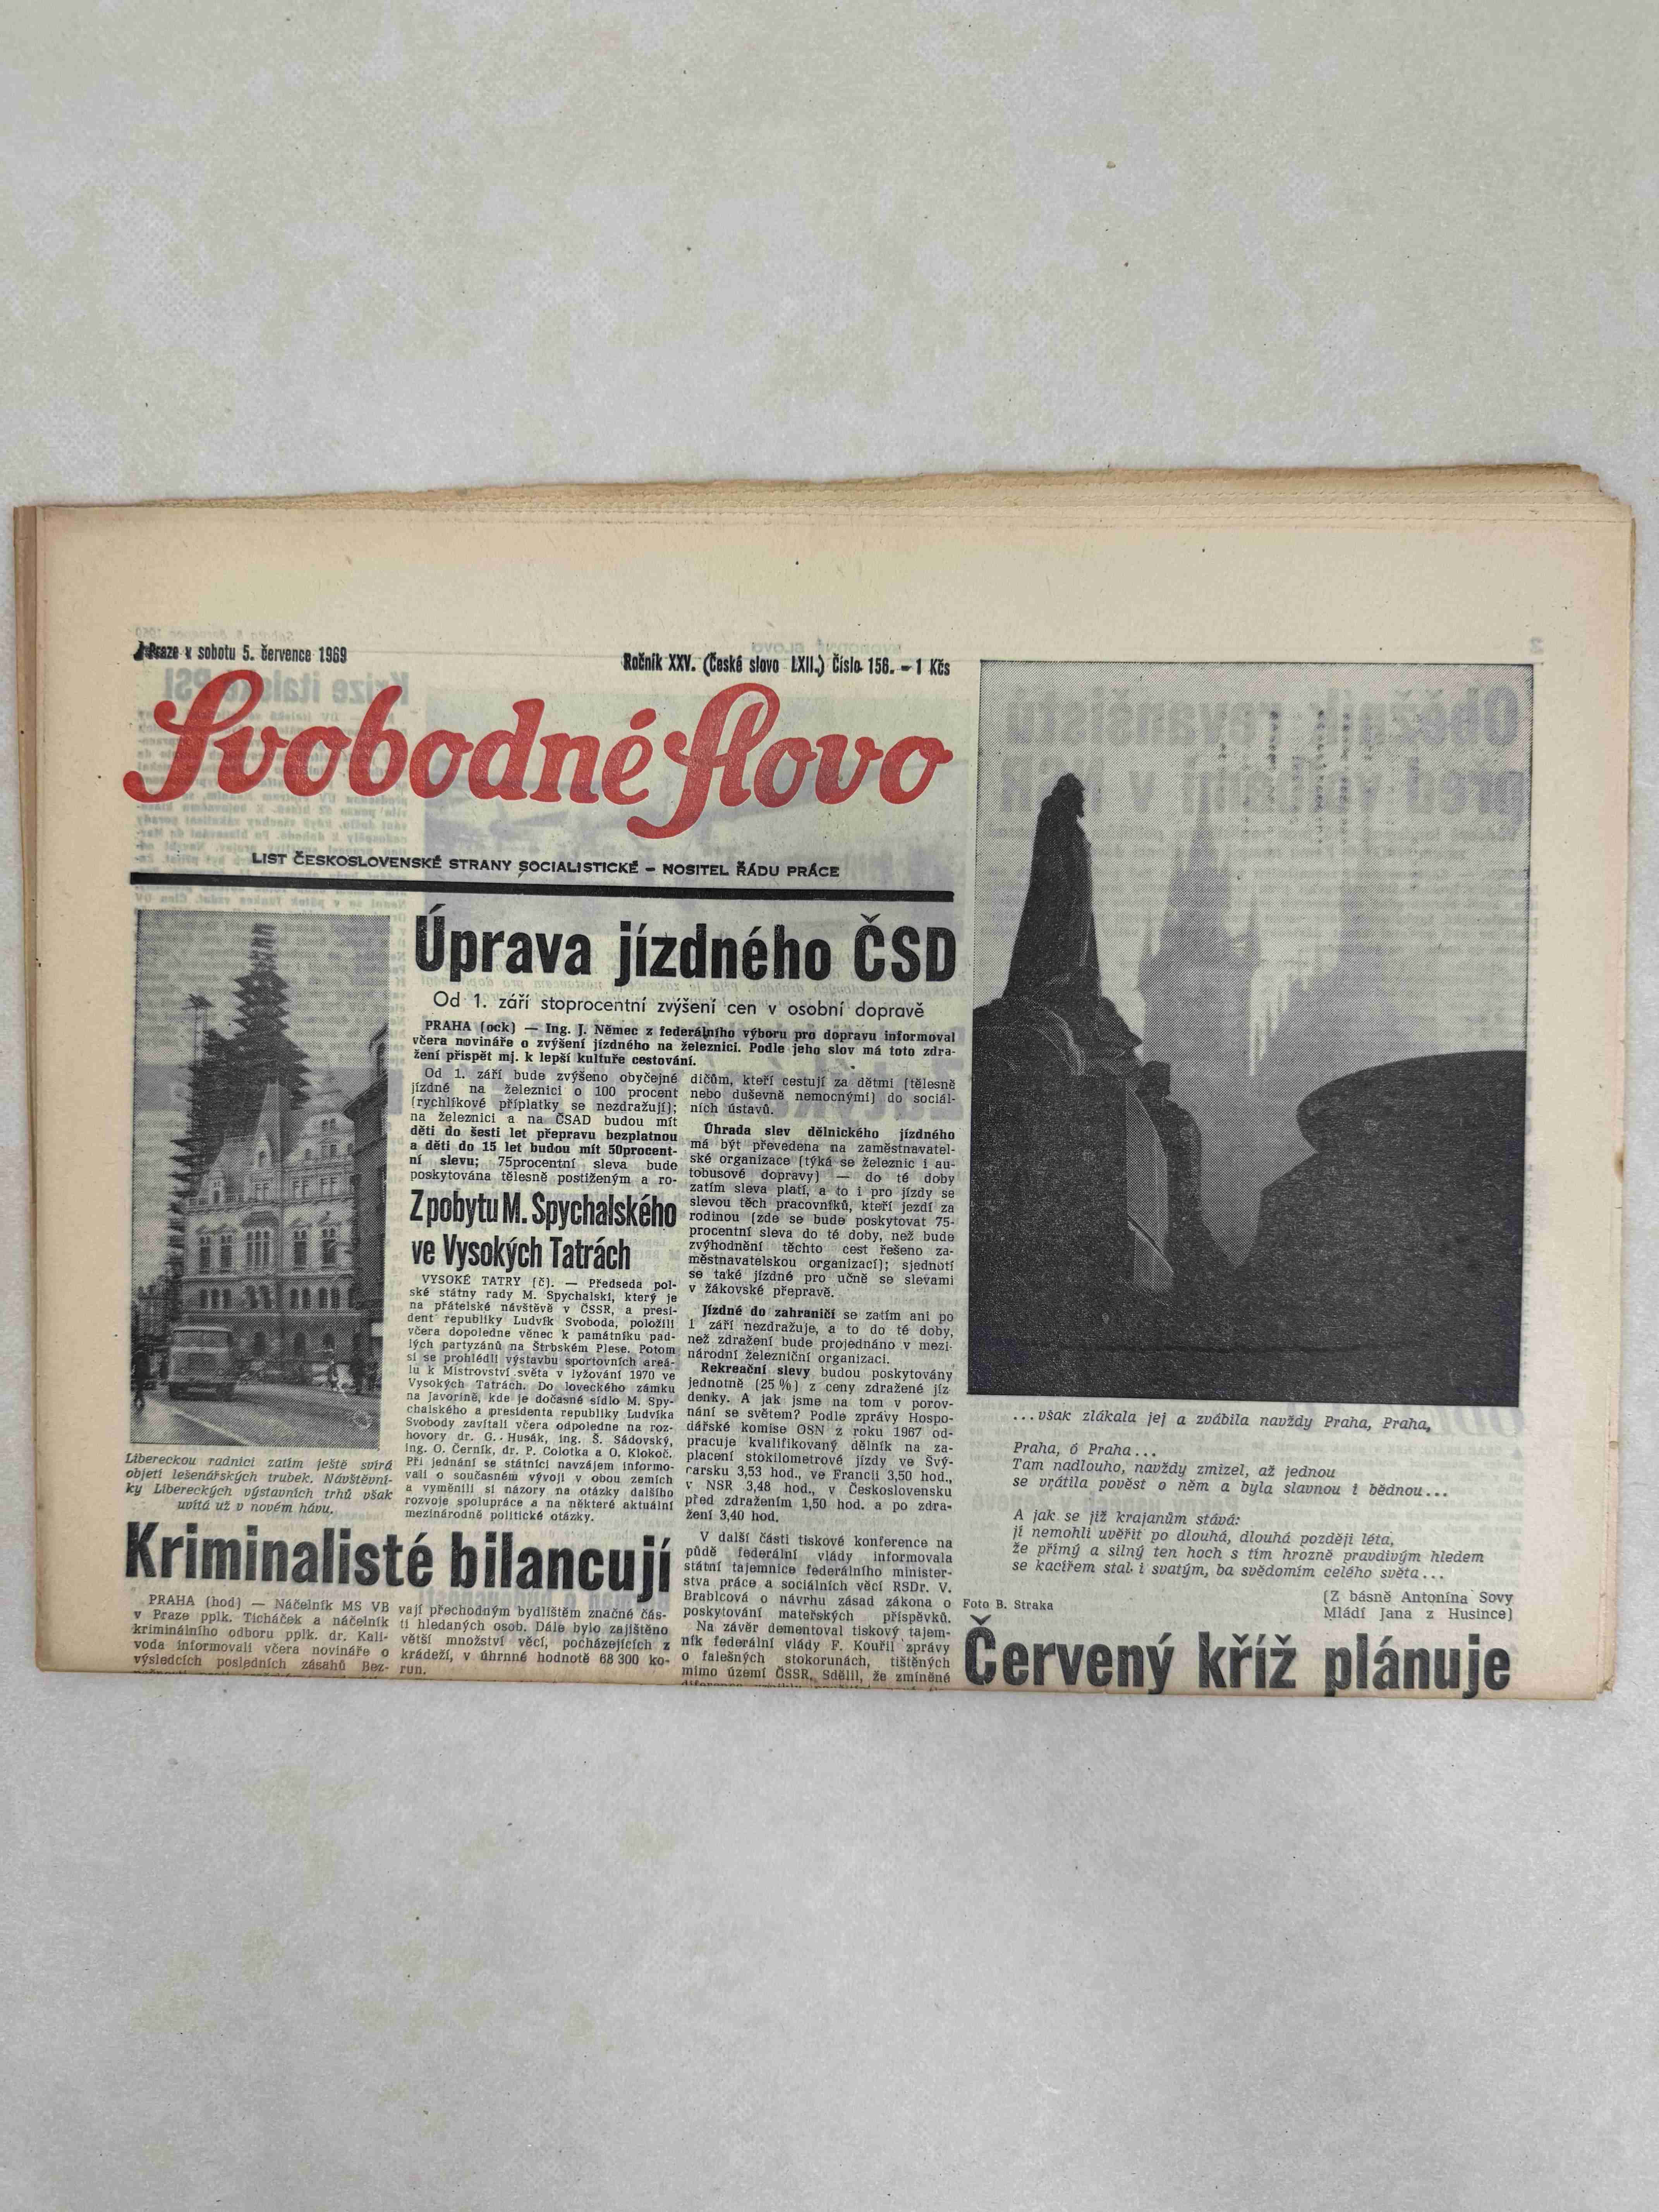 Praze v sobotu 5. července 1969
Ročník XXV. (České slovo LXII.) Číslo 156. – 1 Kčs
Svobodné slovo
LIST ČESKOSLOVENSKÉ STRANY SOCIALISTICKÉ – NOSITEL ŘÁDU PRÁCE
Libereckou radnici zatím ještě svírá
objetí lešenářských trubek. Návštěvní-
ky Libereckých výstavních trhů však
uvítá už v novém hávu.
Úprava jízdného ČSD
Od 1. září stoprocentní zvýšení cen v osobní dopravě
PRAHA (ock) — Ing. J. Němec z federálního výboru pro dopravu informoval
včera novináře o zvýšení jízdného na železnici. Podle jeho slov má toto zdra-
žení přispět mj. k lepší kultuře cestování.
Od 1. září bude zvýšeno obyčejné
jízdné na železnici o 100 procent
(rychlíkové příplatky se nezdražují);
na železnici a na ČSAD budou mít
děti do šesti let přepravu bezplatnou
a děti do 15 let budou mít 50procent-
ní slevu; 75procentní sleva bude
poskytována tělesně postiženým a ro-
dičům, kteří cestují za dětmi (tělesně
nebo duševně nemocnými) do sociál-
ních ústavů.
Úhrada slev dělnického jízdného
má být převedena na zaměstnavatel-
ské organizace (týká se železnic i au-
tobusové dopravy) — do té doby
zatím sleva platí, a to i pro jízdy se
slevou těch pracovníků, kteří jezdí za
rodinou (zde se bude poskytovat 75-
procentní sleva do té doby, než bude
zvýhodnění těchto cest řešeno za-
městnavatelskou organizací); sjednotí
se také jízdné pro učně se slevami
v žákovské přepravě.
Jízdné do zahraničí se zatím ani po
1 září nezdražuje, a to do té doby,
než zdražení bude projednáno v mezi-
národní železniční organizaci.
Rekreační slevy budou poskytovány
jednotně (25 %) z ceny zdražené jíz
denky. A jak jsme na tom v porov-
nání se světem? Podle zprávy Hospo-
dářské komise OSN z roku 1967 od-
pracuje kvalifikovaný dělník na za-
placení stokilometrové jízdy ve Švý-
carsku 3,53 hod., ve Francii 3,50 hod.,
v NSR 3,48 hod., v Československu
před zdražením 1,50 hod. a po zdra-
žení 3,40 hod.
V další části tiskové konference na
půdě federální vlády informovala
státní tajemnice federálního minister-
stva práce a sociálních věcí RSDr. V.
Brablcová o návrhu zásad zákona o
poskytování mateřských příspěvků.
Na závěr dementoval tiskový tajem-
ník federální vlády F. Kouřil zprávy
o falešných stokorunách, tištěných
mimo území ČSSR. Sdělil, že zmíněné
Z pobytu M. Spychalského
ve Vysokých Tatrách
VYSOKÉ TATRY (č). — Předseda pol-
ské státny rady M. Spychalski, který je
na přátelské návštěvě v ČSSR, a presi-
dent republiky Ludvík Svoboda, položili
včera dopoledne věnec k památníku pad-
lých partyzánů na Štrbském Plese. Potom
si se prohlédli výstavbu sportovních areá-
lu k Mistrovství světa v lyžování 1970 ve
Vysokých Tatrách. Do loveckého zámku
na Javorině, kde je dočasné sídlo M. Spy-
chalského a presidenta republiky Ludvíka
Svobody zavítali včera odpoledne na roz-
hovory dr. G. Husák, ing. Š. Sádovský,
ing. O. Černík, dr. P. Colotka a O. Klokoč.
Při jednání se státníci navzájem informo-
vali o současném vývoji v obou zemích
a vyměnili si názory na otázky dalšího
rozvoje spolupráce a na některé aktuální
mezinárodně politické otázky.
Kriminalisté bilancují
PRAHA (hod) — Náčelník MS VB
v Praze pplk. Ticháček a náčelník
kriminálního odboru pplk. dr. Kali-
voda informovali včera novináře o
výsledcích posledních zásahů Bez-
vají přechodným bydlištěm značné čás-
ti hledaných osob. Dále bylo zajištěno
větší množství věcí, pocházejících z
krádeží, v úhrnné hodnotě 68 300 ko-
run.
...však zlákala jej a zvábila navždy Praha, Praha,
Praha, ó Praha...
Tam nadlouho, navždy zmizel, až jednou
se vrátila pověst o něm a byla slavnou i bědnou...
A jak se již krajanům stává:
jí nemohli uvěřit po dlouhá, dlouhá pozdější léta,
že přímý a silný ten hoch s tím hrozně pravdivým hledem
se kacířem stal i svatým, ba svědomím celého světa...
(Z básně Antonína Sovy
Mládí Jana z Husince)
Foto B. Straka
Červený kříž plánuje